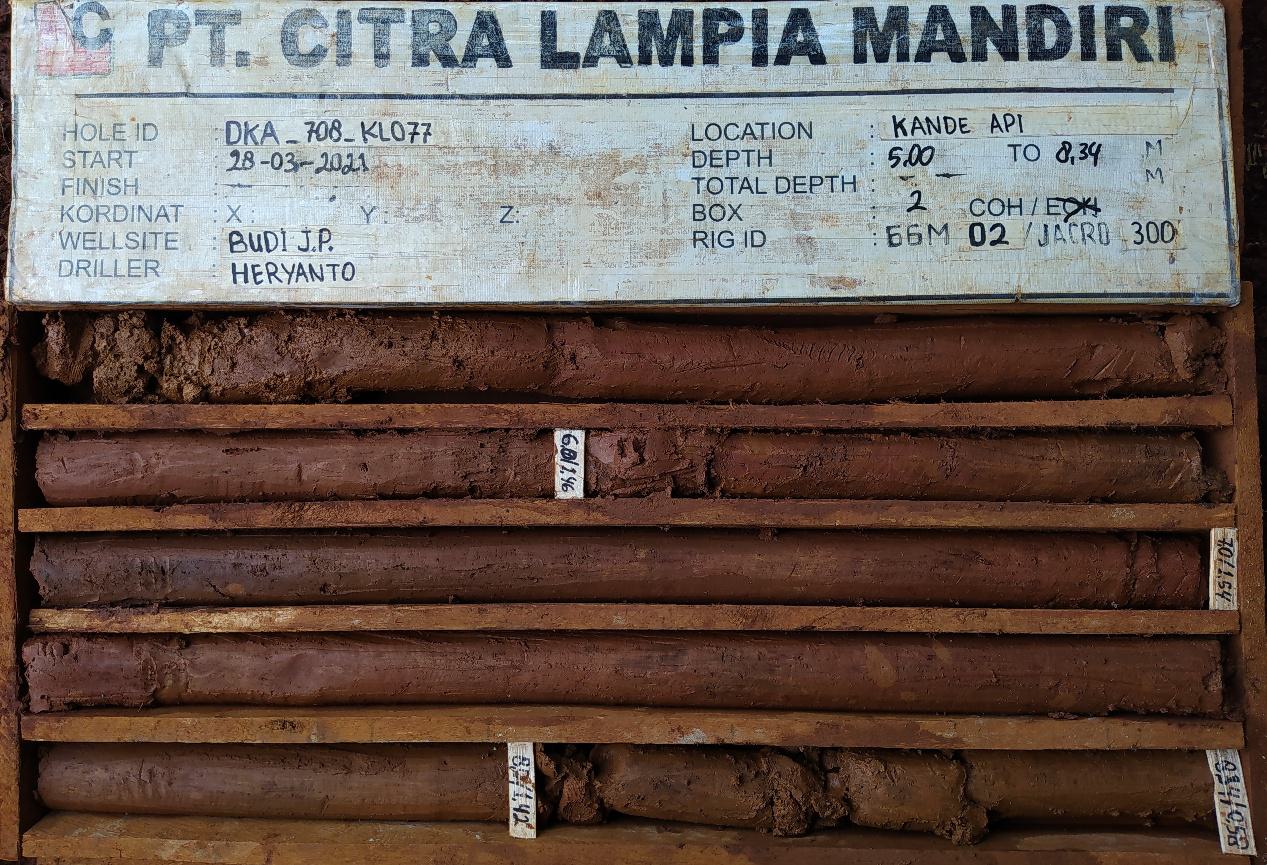 C PT. CITRA LAMPIA MANDIRI
HOLE ID : DKA_708_KL077
START : 28-03-2021
FINISH : —
KORDINAT : X : Y : Z:
WELLSITE : BUDI J.P.
DRILLER : HERYANTO
LOCATION : KANDE API
DEPTH : 5.00 TO 8,34 M
TOTAL DEPTH : — — M
BOX : 2 COH / EOH
RIG ID : GGM 02 / JACRO 300